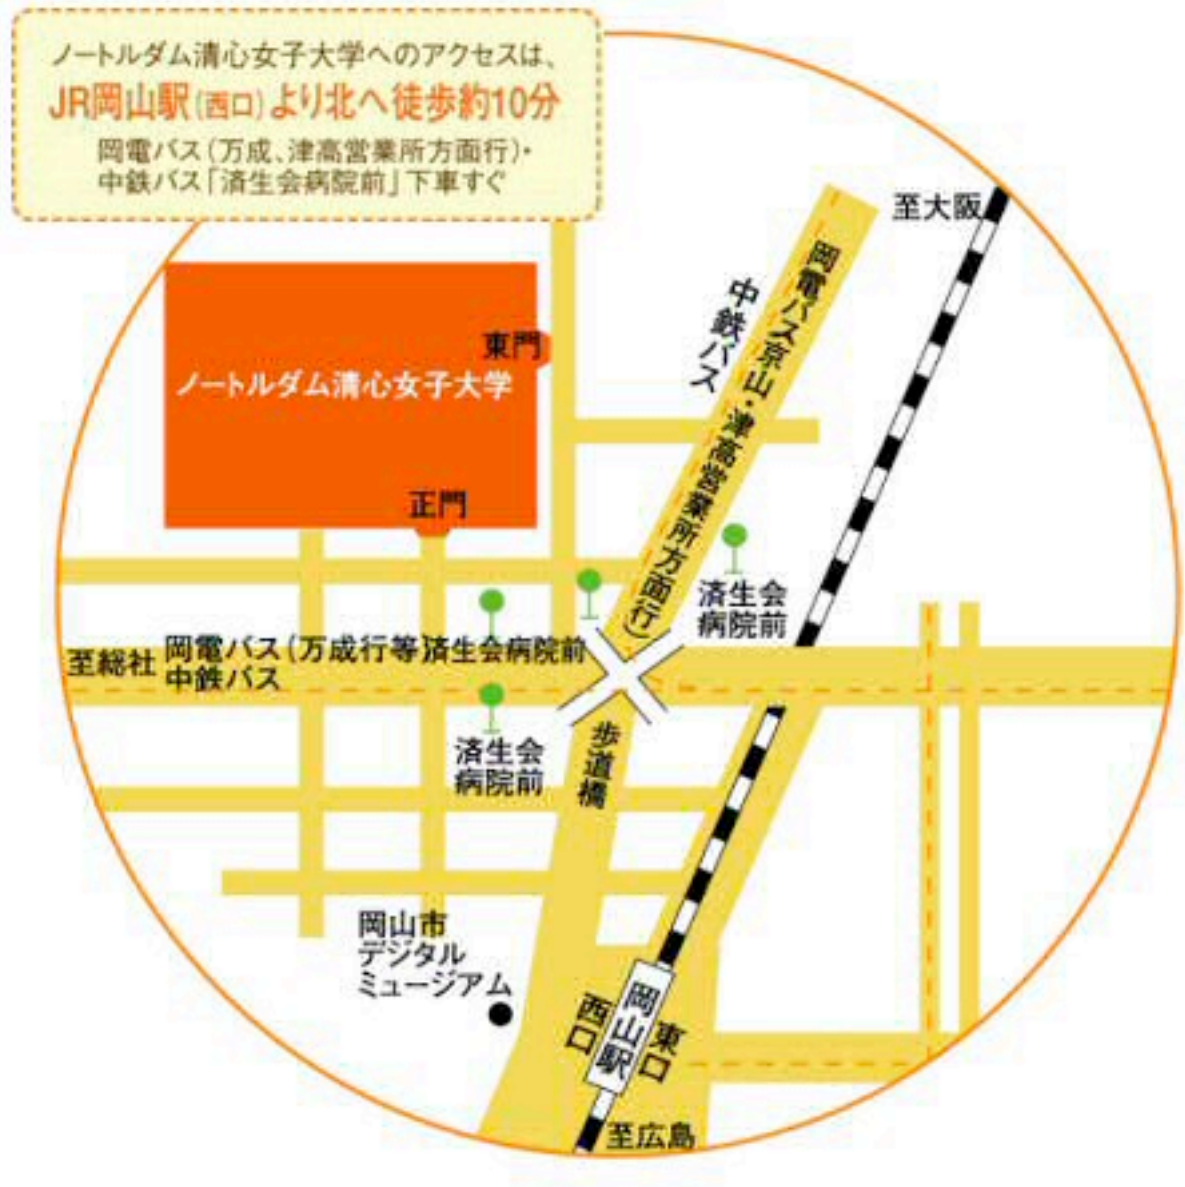 ノートルダム清心女子大学へのアクセスは、
JR岡山駅(西口)より北へ徒歩約10分
岡電バス(万成、津高営業所方面行)・
中鉄バス「済生会病院前」下車すぐ
至大阪
岡電バス京山・津高営業所方面行)
中鉄バス
東門
ノートルダム清心女子大学
正門
済生会
病院前
至総社
岡電バス(万成行等)
中鉄バス
済生会病院前
済生会
病院前
歩道橋
岡山市
デジタル
ミュージアム
西口
岡山駅
東口
至広島